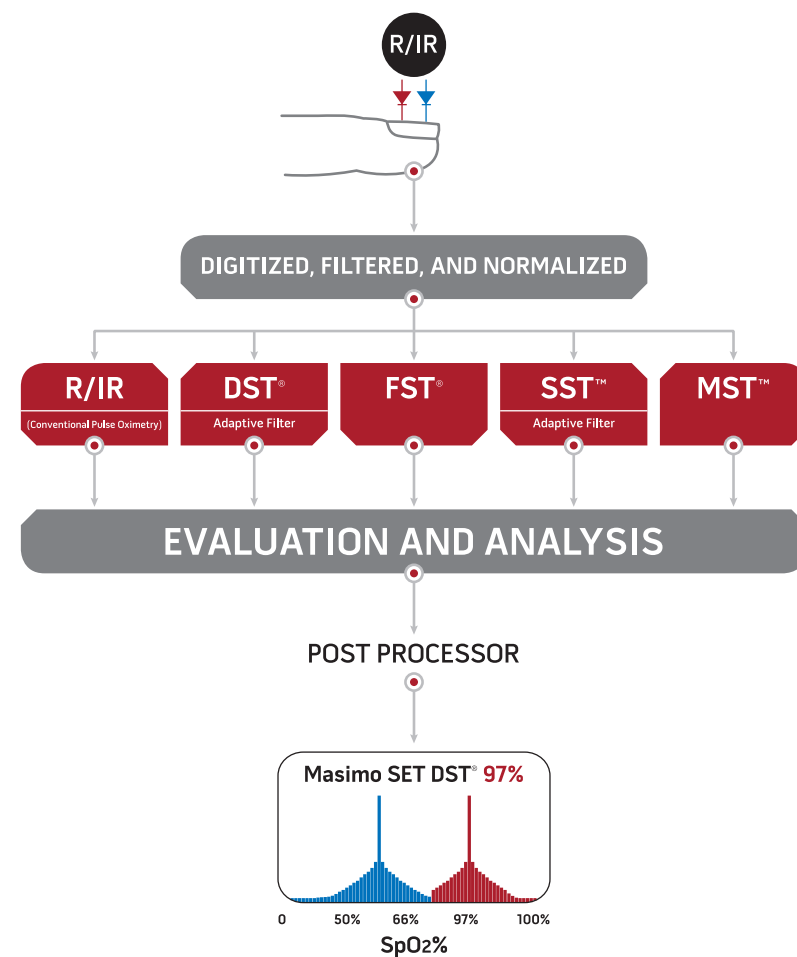 R/IR
DIGITIZED, FILTERED, AND NORMALIZED
R/IR
(Conventional Pulse Oximetry)
DST®
Adaptive Filter
FST®
SST™
Adaptive Filter
MST™
EVALUATION AND ANALYSIS
POST PROCESSOR
Masimo SET DST® 97%
0 50% 66% 97% 100%
SpO2%